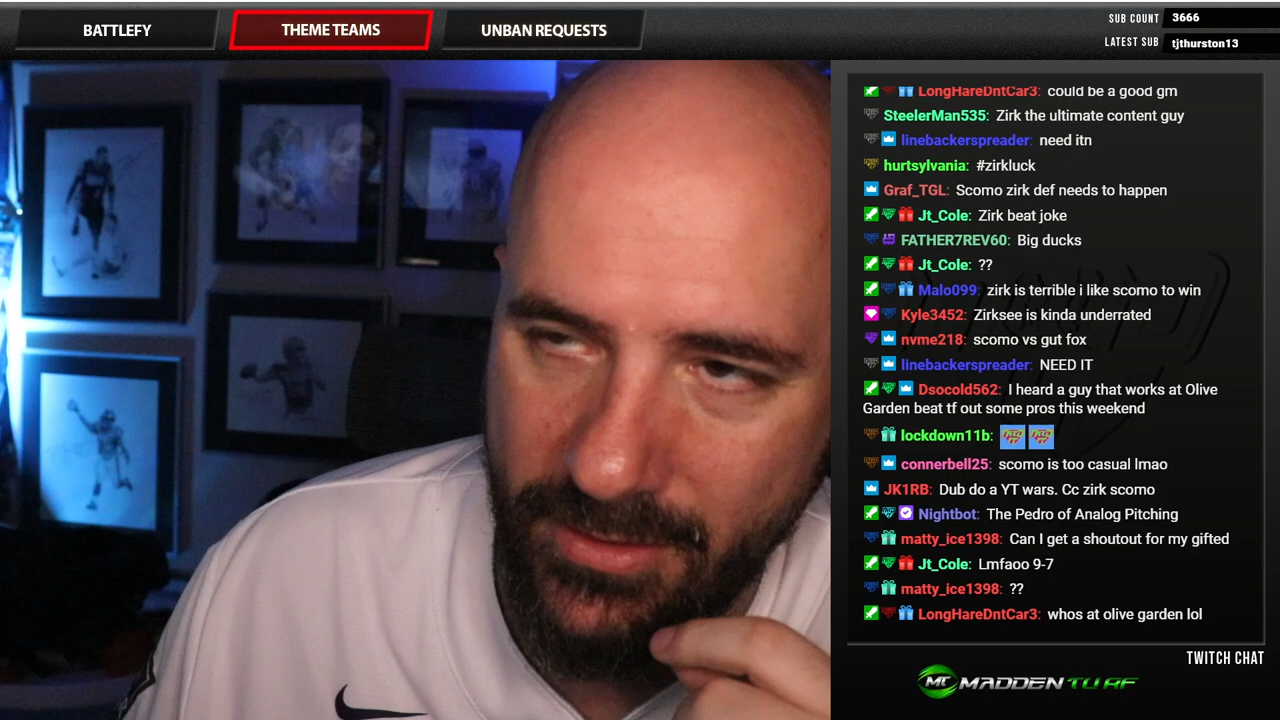 BATTLEFY
THEME TEAMS
UNBAN REQUESTS
SUB COUNT 3666
LATEST SUB tjthurston13
LongHareDntCar3: could be a good gm
SteelerMan535: Zirk the ultimate content guy
linebackerspreader: need itn
hurtsylvania: #zirkluck
Graf_TGL: Scomo zirk def needs to happen
Jt_Cole: Zirk beat joke
FATHER7REV60: Big ducks
Jt_Cole: ??
Malo099: zirk is terrible i like scomo to win
Kyle3452: Zirksee is kinda underrated
nvme218: scomo vs gut fox
linebackerspreader: NEED IT
Dsocold562: I heard a guy that works at Olive
Garden beat tf out some pros this weekend
lockdown11b:
connerbell25: scomo is too casual lmao
JK1RB: Dub do a YT wars. Cc zirk scomo
Nightbot: The Pedro of Analog Pitching
matty_ice1398: Can I get a shoutout for my gifted
Jt_Cole: Lmfaoo 9-7
matty_ice1398: ??
LongHareDntCar3: whos at olive garden lol
TWITCH CHAT
MT MADDEN TURF